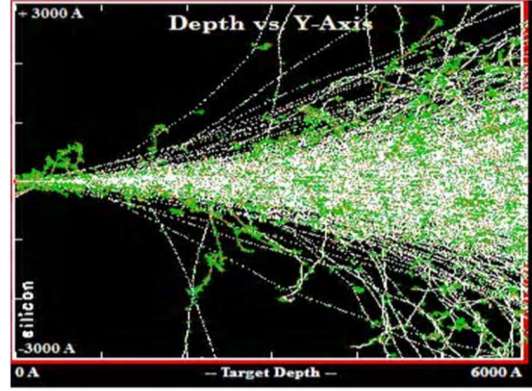 +3000 A
Depth vs. Y-Axis
silicon
-3000 A
0 A
-- Target Depth --
6000 A